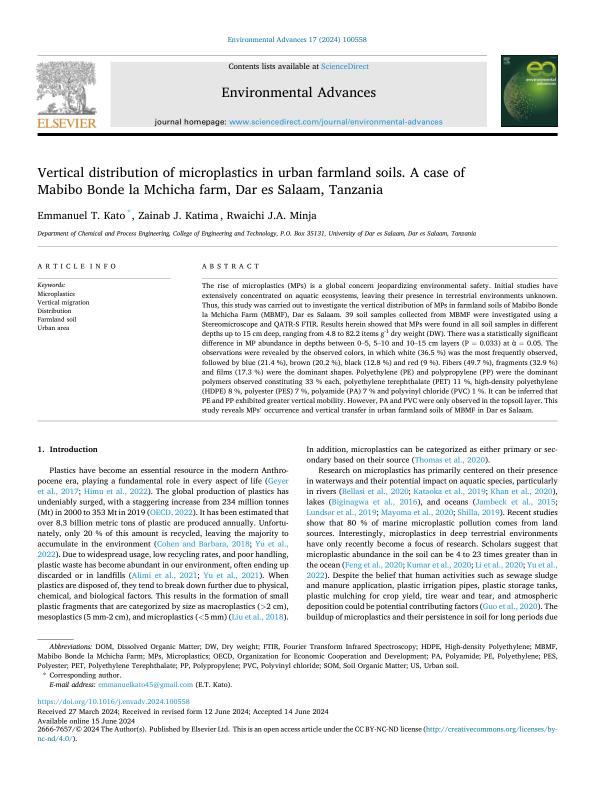 Environmental Advances 17 (2024) 100558
Contents lists available at ScienceDirect
Environmental Advances
journal homepage: www.sciencedirect.com/journal/environmental-advances
ELSEVIER
ea
environmental
advances
Vertical distribution of microplastics in urban farmland soils. A case of
Mabibo Bonde la Mchicha farm, Dar es Salaam, Tanzania
Emmanuel T. Kato *, Zainab J. Katima, Rwaichi J.A. Minja
Department of Chemical and Process Engineering, College of Engineering and Technology, P.O. Box 35131, University of Dar es Salaam, Dar es Salaam, Tanzania
ARTICLE INFO
Keywords:
Microplastics
Vertical migration
Distribution
Farmland soil
Urban area
ABSTRACT
The rise of microplastics (MPs) is a global concern jeopardizing environmental safety. Initial studies have
extensively concentrated on aquatic ecosystems, leaving their presence in terrestrial environments unknown.
Thus, this study was carried out to investigate the vertical distribution of MPs in farmland soils of Mabibo Bonde
la Mchicha Farm (MBMF), Dar es Salaam. 39 soil samples collected from MBMF were investigated using a
Stereomicroscope and QATR-S FTIR. Results herein showed that MPs were found in all soil samples in different
depths up to 15 cm deep, ranging from 4.8 to 82.2 items g-1 dry weight (DW). There was a statistically significant
difference in MP abundance in depths between 0–5, 5–10 and 10–15 cm layers (P = 0.033) at ά = 0.05. The
observations were revealed by the observed colors, in which white (36.5 %) was the most frequently observed,
followed by blue (21.4 %), brown (20.2 %), black (12.8 %) and red (9 %). Fibers (49.7 %), fragments (32.9 %)
and films (17.3 %) were the dominant shapes. Polyethylene (PE) and polypropylene (PP) were the dominant
polymers observed constituting 33 % each, polyethylene terephthalate (PET) 11 %, high-density polyethylene
(HDPE) 8 %, polyester (PES) 7 %, polyamide (PA) 7 % and polyvinyl chloride (PVC) 1 %. It can be inferred that
PE and PP exhibited greater vertical mobility. However, PA and PVC were only observed in the topsoil layer. This
study reveals MPs' occurrence and vertical transfer in urban farmland soils of MBMF in Dar es Salaam.
1. Introduction
Plastics have become an essential resource in the modern Anthro-
pocene era, playing a fundamental role in every aspect of life (Geyer
et al., 2017; Himu et al., 2022). The global production of plastics has
undeniably surged, with a staggering increase from 234 million tonnes
(Mt) in 2000 to 353 Mt in 2019 (OECD, 2022). It has been estimated that
over 8.3 billion metric tons of plastic are produced annually. Unfortu-
nately, only 20 % of this amount is recycled, leaving the majority to
accumulate in the environment (Cohen and Barbara, 2018; Yu et al.,
2022). Due to widespread usage, low recycling rates, and poor handling,
plastic waste has become abundant in our environment, often ending up
discarded or in landfills (Alimi et al., 2021; Yu et al., 2021). When
plastics are disposed of, they tend to break down further due to physical,
chemical, and biological factors. This results in the formation of small
plastic fragments that are categorized by size as macroplastics (>2 cm),
mesoplastics (5 mm-2 cm), and microplastics (<5 mm) (Liu et al., 2018).
In addition, microplastics can be categorized as either primary or sec-
ondary based on their source (Thomas et al., 2020).
Research on microplastics has primarily centered on their presence
in waterways and their potential impact on aquatic species, particularly
in rivers (Bellasi et al., 2020; Kataoka et al., 2019; Khan et al., 2020),
lakes (Biginagwa et al., 2016), and oceans (Jambeck et al., 2015;
Lundsør et al., 2019; Mayoma et al., 2020; Shilla, 2019). Recent studies
show that 80 % of marine microplastic pollution comes from land
sources. Interestingly, microplastics in deep terrestrial environments
have only recently become a focus of research. Scholars suggest that
microplastic abundance in the soil can be 4 to 23 times greater than in
the ocean (Feng et al., 2020; Kumar et al., 2020; Li et al., 2020; Yu et al.,
2022). Despite the belief that human activities such as sewage sludge
and manure application, plastic irrigation pipes, plastic storage tanks,
plastic mulching for crop yield, tire wear and tear, and atmospheric
deposition could be potential contributing factors (Guo et al., 2020). The
buildup of microplastics and their persistence in soil for long periods due
Abbreviations: DOM, Dissolved Organic Matter; DW, Dry weight; FTIR, Fourier Transform Infrared Spectroscopy; HDPE, High-density Polyethylene; MBMF,
Mabibo Bonde la Mchicha Farm; MPs, Microplastics; OECD, Organization for Economic Cooperation and Development; PA, Polyamide; PE, Polyethylene; PES,
Polyester; PET, Polyethylene Terephthalate; PP, Polypropylene; PVC, Polyvinyl chloride; SOM, Soil Organic Matter; US, Urban soil.
* Corresponding author.
E-mail address: emmanuelkato45@gmail.com (E.T. Kato).
https://doi.org/10.1016/j.envadv.2024.100558
Received 27 March 2024; Received in revised form 12 June 2024; Accepted 14 June 2024
Available online 15 June 2024
2666-7657/© 2024 The Author(s). Published by Elsevier Ltd. This is an open access article under the CC BY-NC-ND license (http://creativecommons.org/licenses/by-
nc-nd/4.0/).